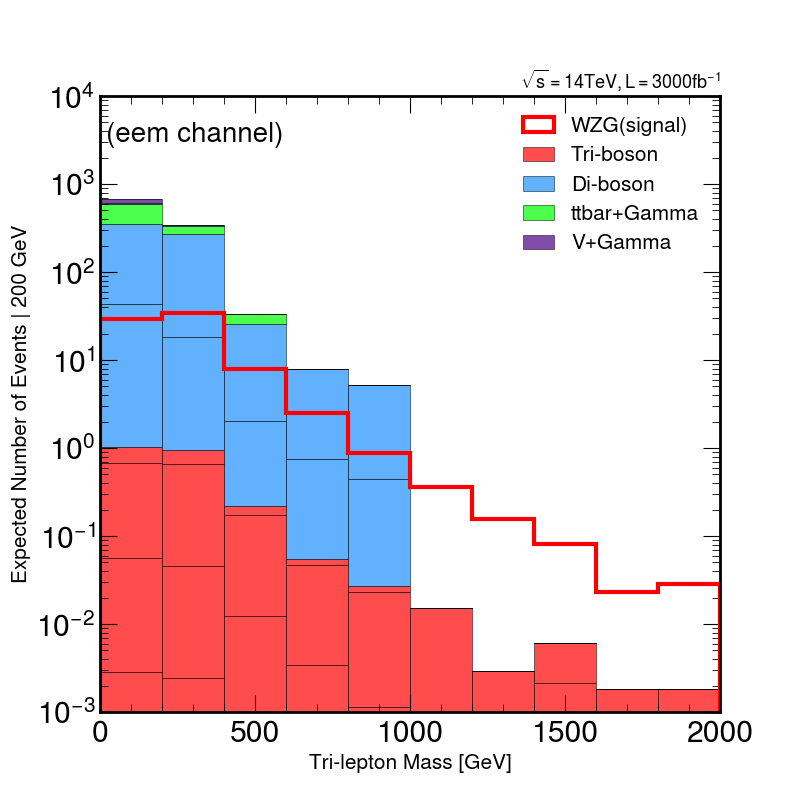 √s = 14TeV, L = 3000fb⁻¹
(eem channel)
WZG(signal)
Tri-boson
Di-boson
ttbar+Gamma
V+Gamma
Expected Number of Events | 200 GeV
10⁴
10³
10²
10¹
10⁰
10⁻¹
10⁻²
10⁻³
0 500 1000 1500 2000
Tri-lepton Mass [GeV]